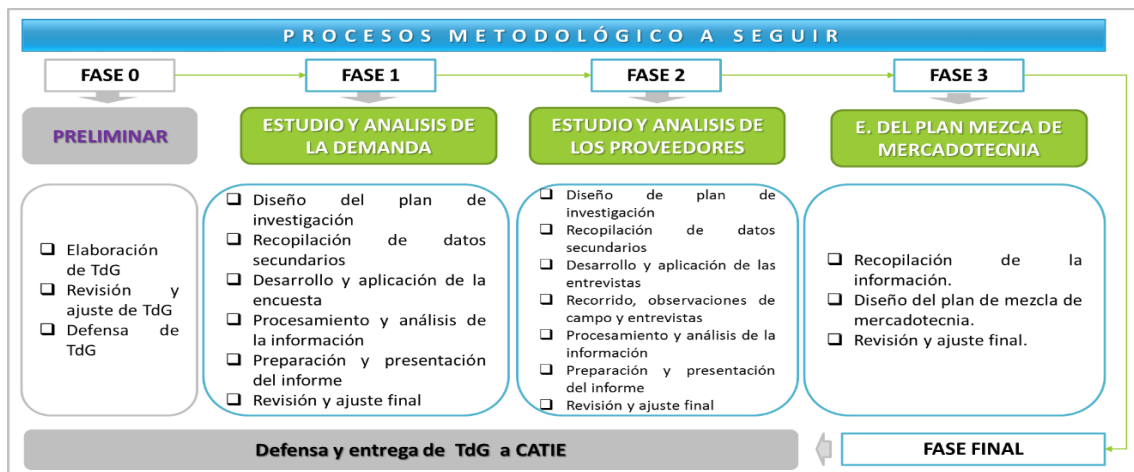 PROCESOS METODOLÓGICO A SEGUIR
FASE 0
FASE 1
FASE 2
FASE 3
PRELIMINAR
ESTUDIO Y ANALISIS DE
LA DEMANDA
ESTUDIO Y ANALISIS DE
LOS PROVEEDORES
E. DEL PLAN MEZCA DE
MERCADOTECNIA
❑ Elaboración
de TdG
❑ Revisión y
ajuste de TdG
❑ Defensa de
TdG
❑ Diseño del plan de
investigación
❑ Recopilación de datos
secundarios
❑ Desarrollo y aplicación de la
encuesta
❑ Procesamiento y análisis de
la información
❑ Preparación y presentación
del informe
❑ Revisión y ajuste final
❑ Diseño de plan de
investigación
❑ Recopilación de datos
secundarios
❑ Desarrollo y aplicación de las
entrevistas
❑ Recorrido, observaciones de
campo y entrevistas
❑ Procesamiento y análisis de la
información
❑ Preparación y presentación
del informe
❑ Revisión y ajuste final
❑ Recopilación de la
información.
❑ Diseño del plan de mezcla de
mercadotecnia.
❑ Revisión y ajuste final.
Defensa y entrega de TdG a CATIE
FASE FINAL